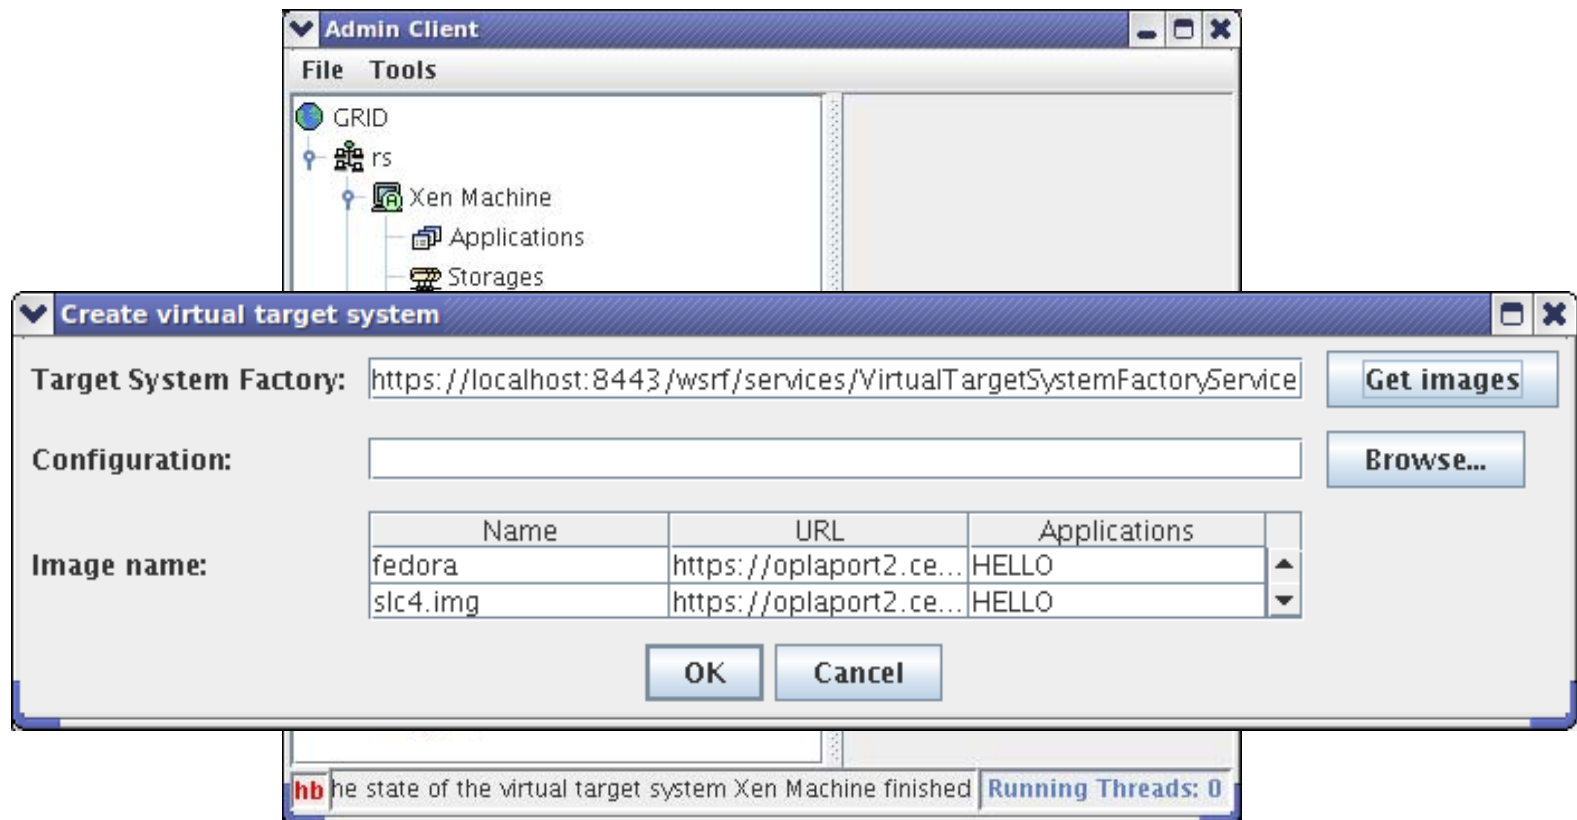 Admin Client
File Tools
GRID
rs
Xen Machine
Applications
Storages
Create virtual target system
Target System Factory: https://localhost:8443/wsrf/services/VirtualTargetSystemFactoryService Get images
Configuration: Browse...
Name URL Applications
Image name:
fedora https://oplaport2.ce... HELLO
slc4.img https://oplaport2.ce... HELLO
OK Cancel
hb he state of the virtual target system Xen Machine finished Running Threads: 0